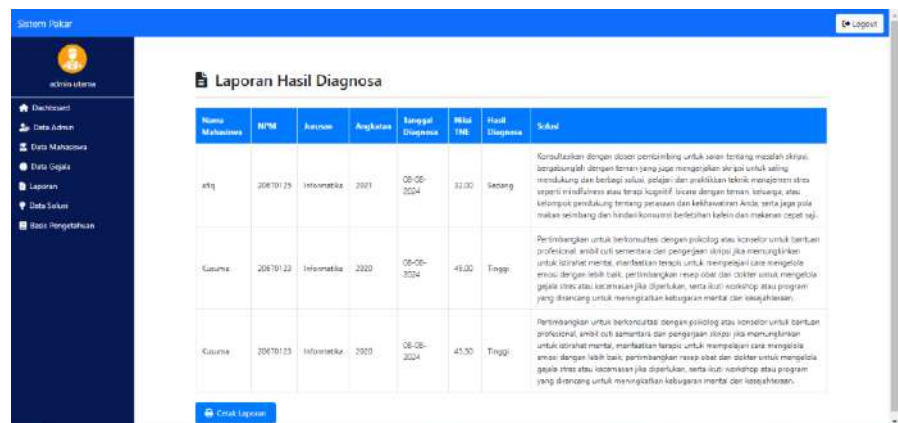 Sistem Pakar
Logout
admin utama
Dashboard
Data Admin
Data Mahasiswa
Data Gejala
Laporan
Data Solusi
Basis Pengetahuan
Laporan Hasil Diagnosa
Nama Mahasiswa NPM Jurusan Angkatan Tanggal Diagnosa Nilai TNE Hasil Diagnosa Solusi
afiq 20670125 Informatika 2021 08-08-2024 32.00 Sedang
Konsultasikan dengan dosen pembimbing untuk saran tentang masalah skripsi,
bergabunglah dengan teman yang juga mengerjakan skripsi untuk saling
mendukung dan berbagi solusi, pelajari dan praktikkan teknik manajemen stres
seperti mindfulness atau terapi kognitif, bicara dengan teman, keluarga, atau
kelompok pendukung tentang perasaan dan kekhawatiran Anda, serta jaga pola
makan seimbang dan hindari konsumsi berlebihan kafein dan makanan cepat saji.
Kusuma 20670123 Informatika 2020 08-08-2024 Tinggi
Pertimbangkan untuk berkonsultasi dengan psikolog atau konselor untuk bantuan
profesional, ambil cuti sementara dari pengerjaan skripsi jika memungkinkan
untuk istirahat mental, manfaatkan terapis untuk mempelajari cara mengelola
emosi dengan lebih baik, pertimbangkan resep obat dari dokter untuk mengelola
gejala stres atau kecemasan jika diperlukan, serta ikuti workshop atau program
yang dirancang untuk meningkatkan kebugaran mental dan kesejahteraan.
Kusuma 20670123 Informatika 2020 08-08-2024 Tinggi
Pertimbangkan untuk berkonsultasi dengan psikolog atau konselor untuk bantuan
profesional, ambil cuti sementara dari pengerjaan skripsi jika memungkinkan
untuk istirahat mental, manfaatkan terapis untuk mempelajari cara mengelola
emosi dengan lebih baik, pertimbangkan resep obat dari dokter untuk mengelola
gejala stres atau kecemasan jika diperlukan, serta ikuti workshop atau program
yang dirancang untuk meningkatkan kebugaran mental dan kesejahteraan.
Cetak Laporan